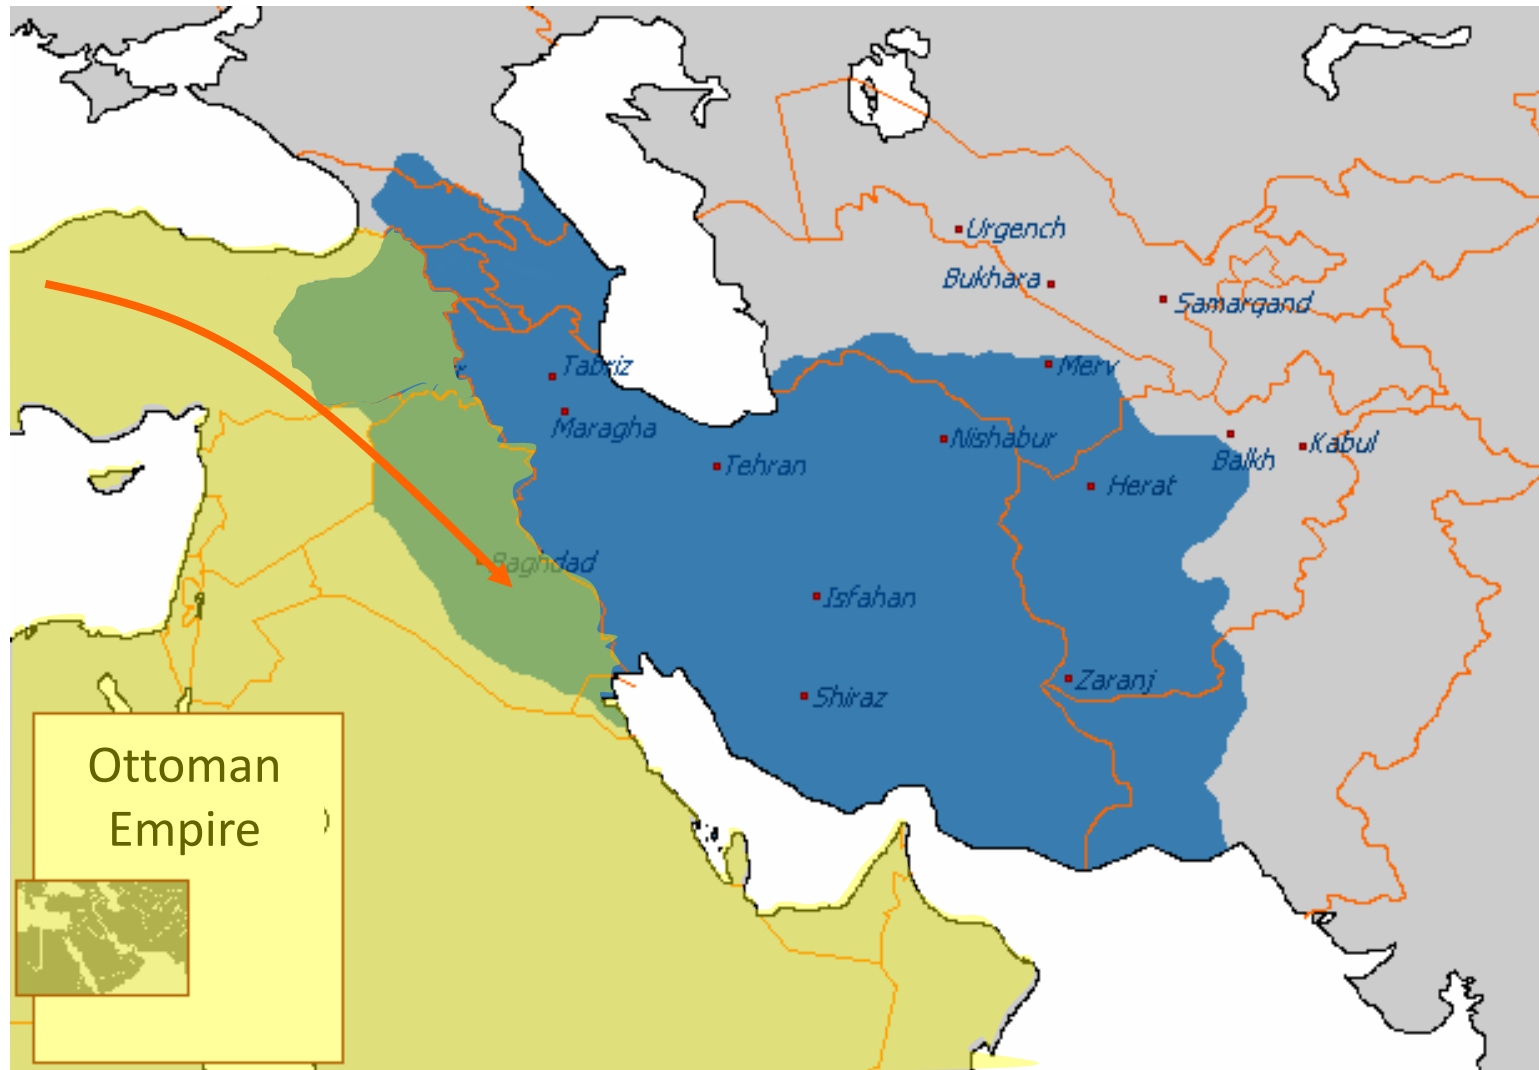 Urgench
Bukhara
Samarqand
Tabriz
Merv
Maragha
Nishabur
Balkh
Kabul
Tehran
Herat
Baghdad
Isfahan
Zaranj
Shiraz
Ottoman
Empire